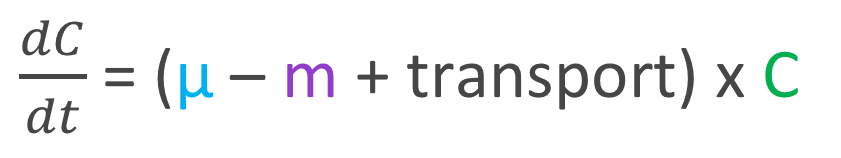 dC/dt = (μ – m + transport) x C